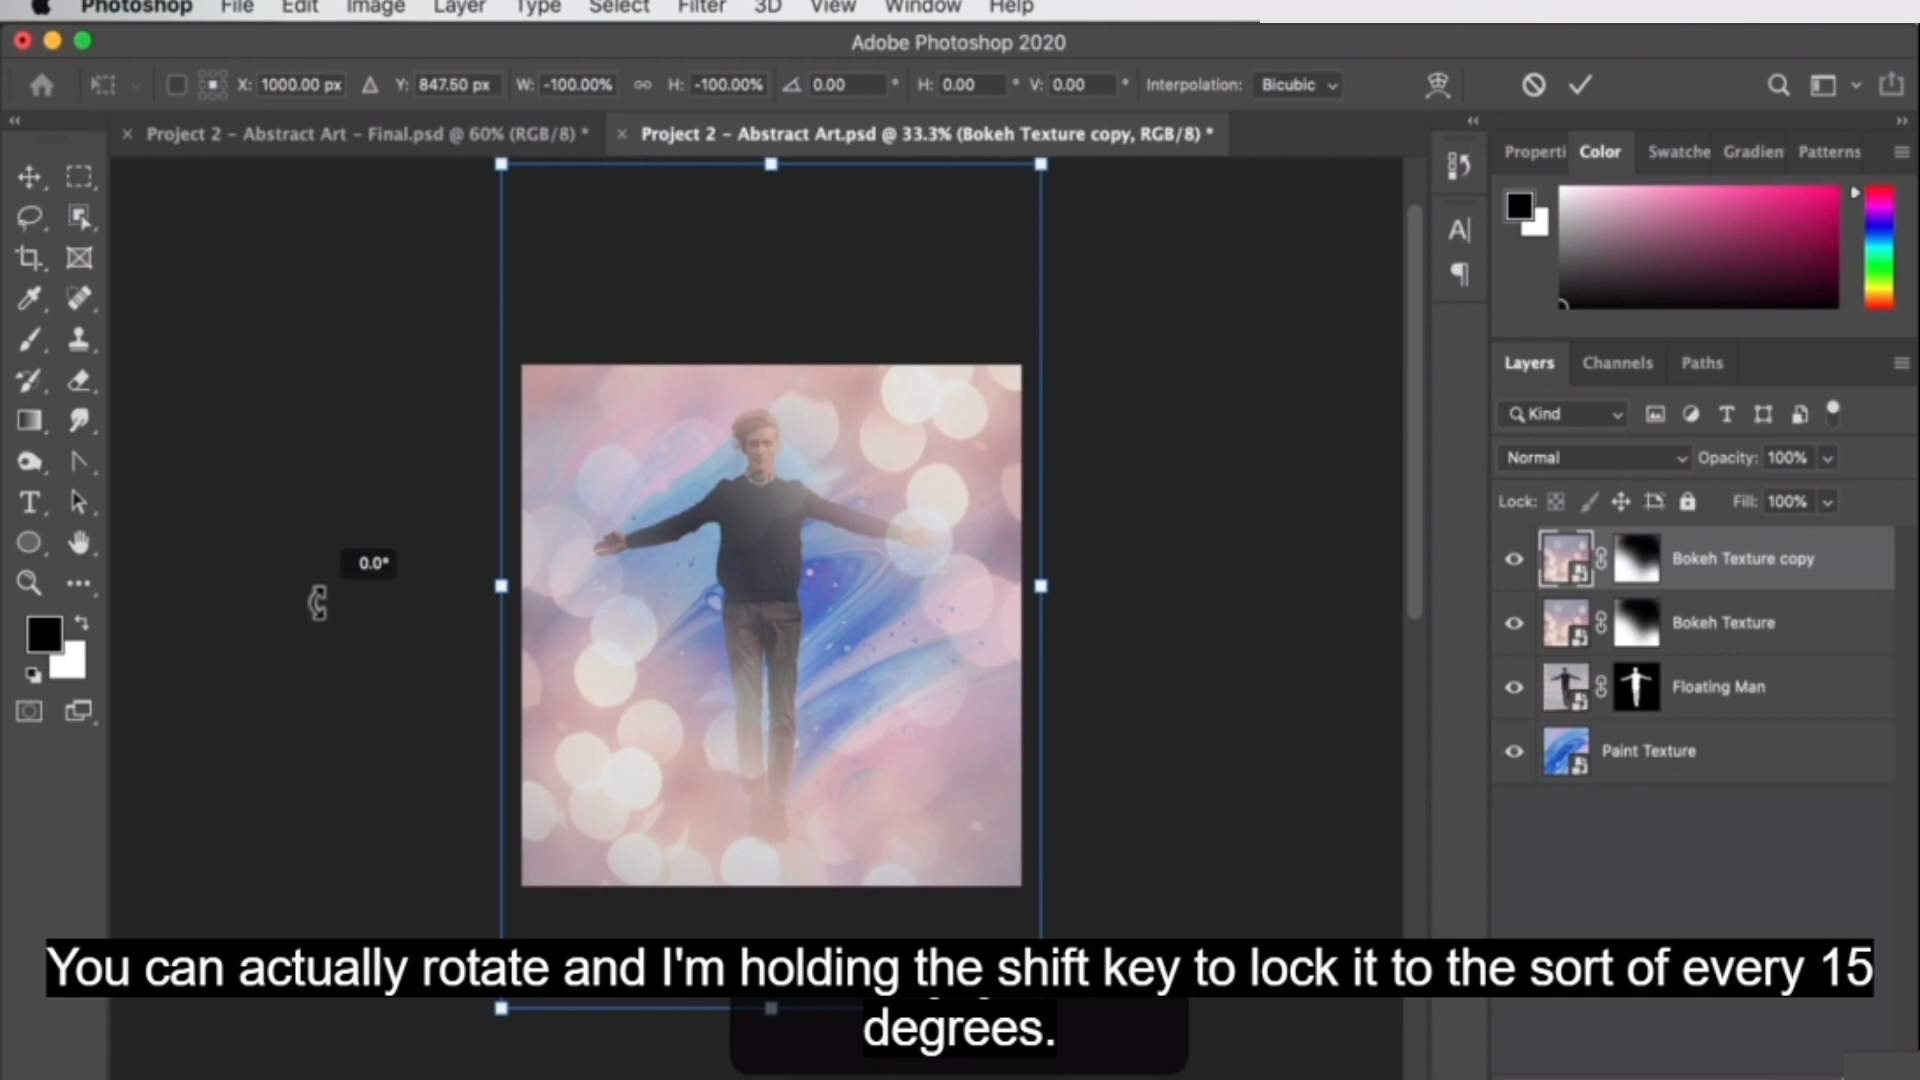 Photoshop File Edit Image Layer Type Select Filter 3D View Window Help
Adobe Photoshop 2020
X: 1000.00 px Y: 847.50 px W: -100.00% H: -100.00% 0.00 ° H: 0.00 ° V: 0.00 ° Interpolation: Bicubic
Project 2 - Abstract Art - Final.psd @ 60% (RGB/8) * Project 2 - Abstract Art.psd @ 33.3% (Bokeh Texture copy, RGB/8) *
Properti Color Swatche Gradien Patterns
Layers Channels Paths
Kind
Normal Opacity: 100%
Lock: Fill: 100%
Bokeh Texture copy
Bokeh Texture
Floating Man
Paint Texture
0.0°
You can actually rotate and I'm holding the shift key to lock it to the sort of every 15
degrees.